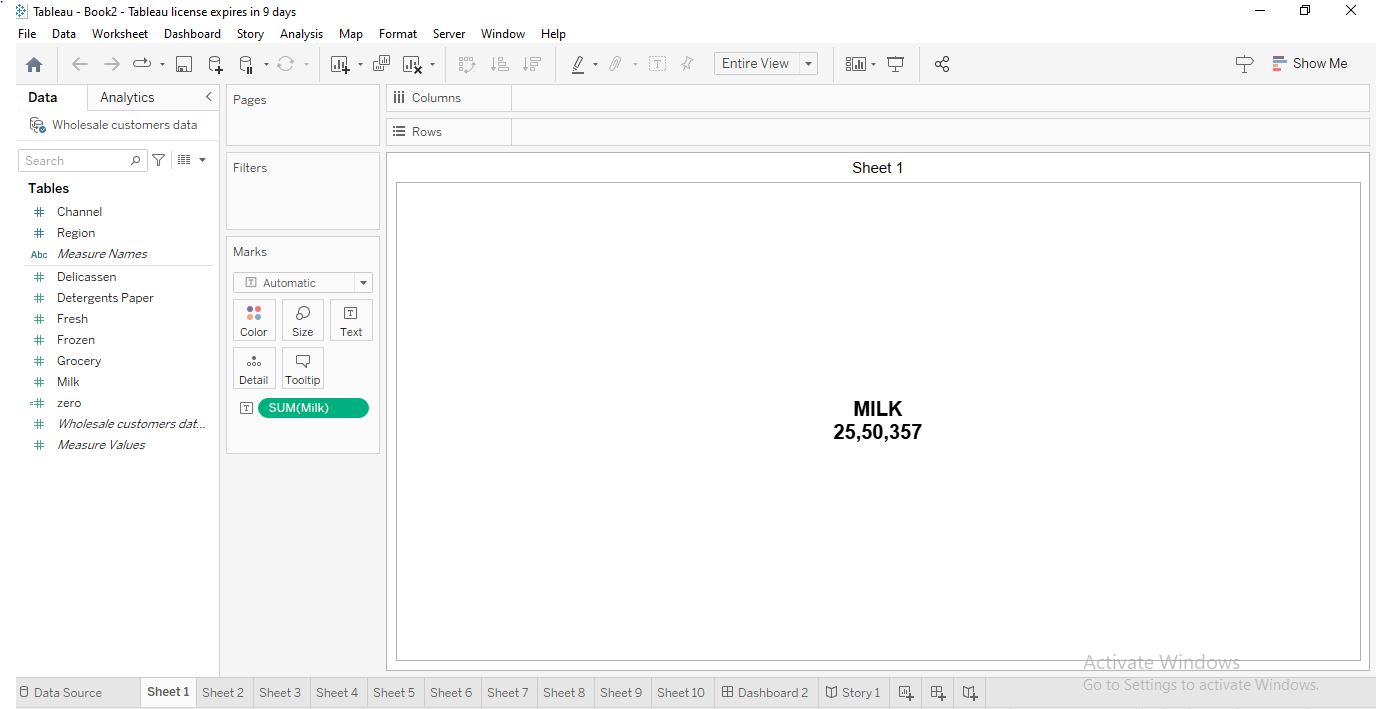 Tableau - Book2 - Tableau license expires in 9 days
File Data Worksheet Dashboard Story Analysis Map Format Server Window Help
Entire View
Show Me
Data Analytics
Wholesale customers data
Search
Tables
# Channel
# Region
Abc Measure Names
# Delicassen
# Detergents Paper
# Fresh
# Frozen
# Grocery
# Milk
=# zero
# Wholesale customers dat...
# Measure Values
Pages
Filters
Marks
T Automatic
Color Size Text
Detail Tooltip
T SUM(Milk)
Columns
Rows
Sheet 1
MILK
25,50,357
Activate Windows
Go to Settings to activate Windows.
Data Source Sheet 1 Sheet 2 Sheet 3 Sheet 4 Sheet 5 Sheet 6 Sheet 7 Sheet 8 Sheet 9 Sheet 10 Dashboard 2 Story 1